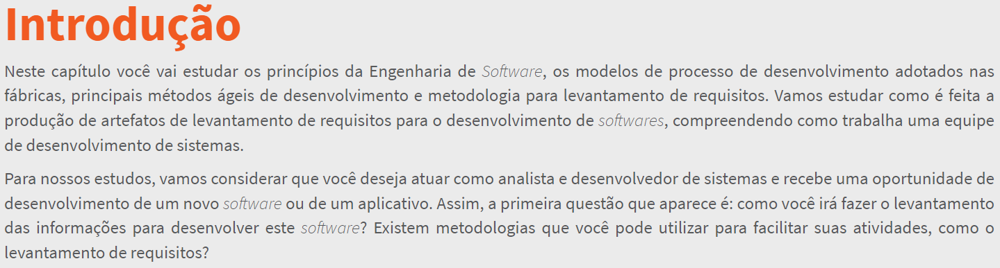 Introdução
Neste capítulo você vai estudar os princípios da Engenharia de Software, os modelos de processo de desenvolvimento adotados nas
fábricas, principais métodos ágeis de desenvolvimento e metodologia para levantamento de requisitos. Vamos estudar como é feita a
produção de artefatos de levantamento de requisitos para o desenvolvimento de softwares, compreendendo como trabalha uma equipe
de desenvolvimento de sistemas.
Para nossos estudos, vamos considerar que você deseja atuar como analista e desenvolvedor de sistemas e recebe uma oportunidade de
desenvolvimento de um novo software ou de um aplicativo. Assim, a primeira questão que aparece é: como você irá fazer o levantamento
das informações para desenvolver este software? Existem metodologias que você pode utilizar para facilitar suas atividades, como o
levantamento de requisitos?